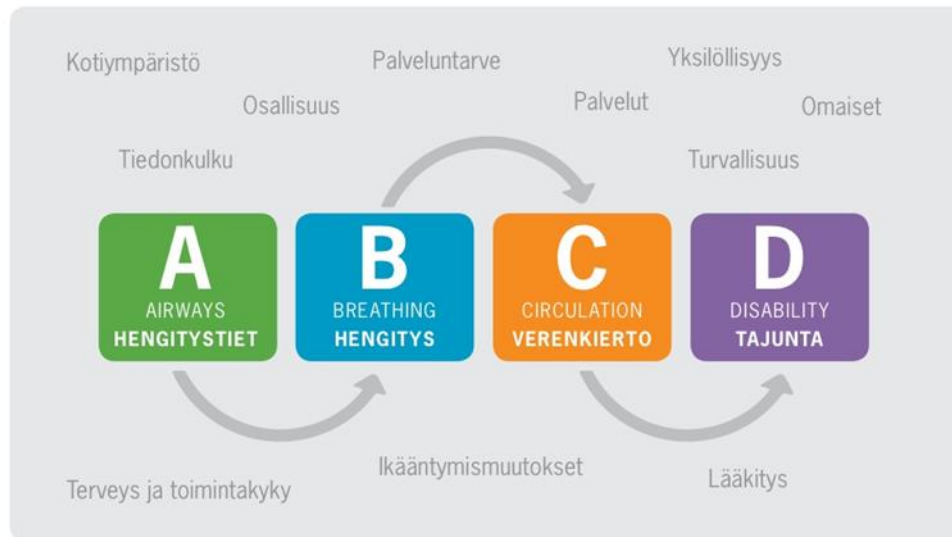 Kotiympäristö
Palveluntarve
Yksilöllisyys
Osallisuus
Palvelut
Omaiset
Tiedonkulku
Turvallisuus
A
AIRWAYS
HENGITYSTIET
B
BREATHING
HENGITYS
C
CIRCULATION
VERENKIERTO
D
DISABILITY
TAJUNTA
Terveys ja toimintakyky
Ikääntymismuutokset
Lääkitys